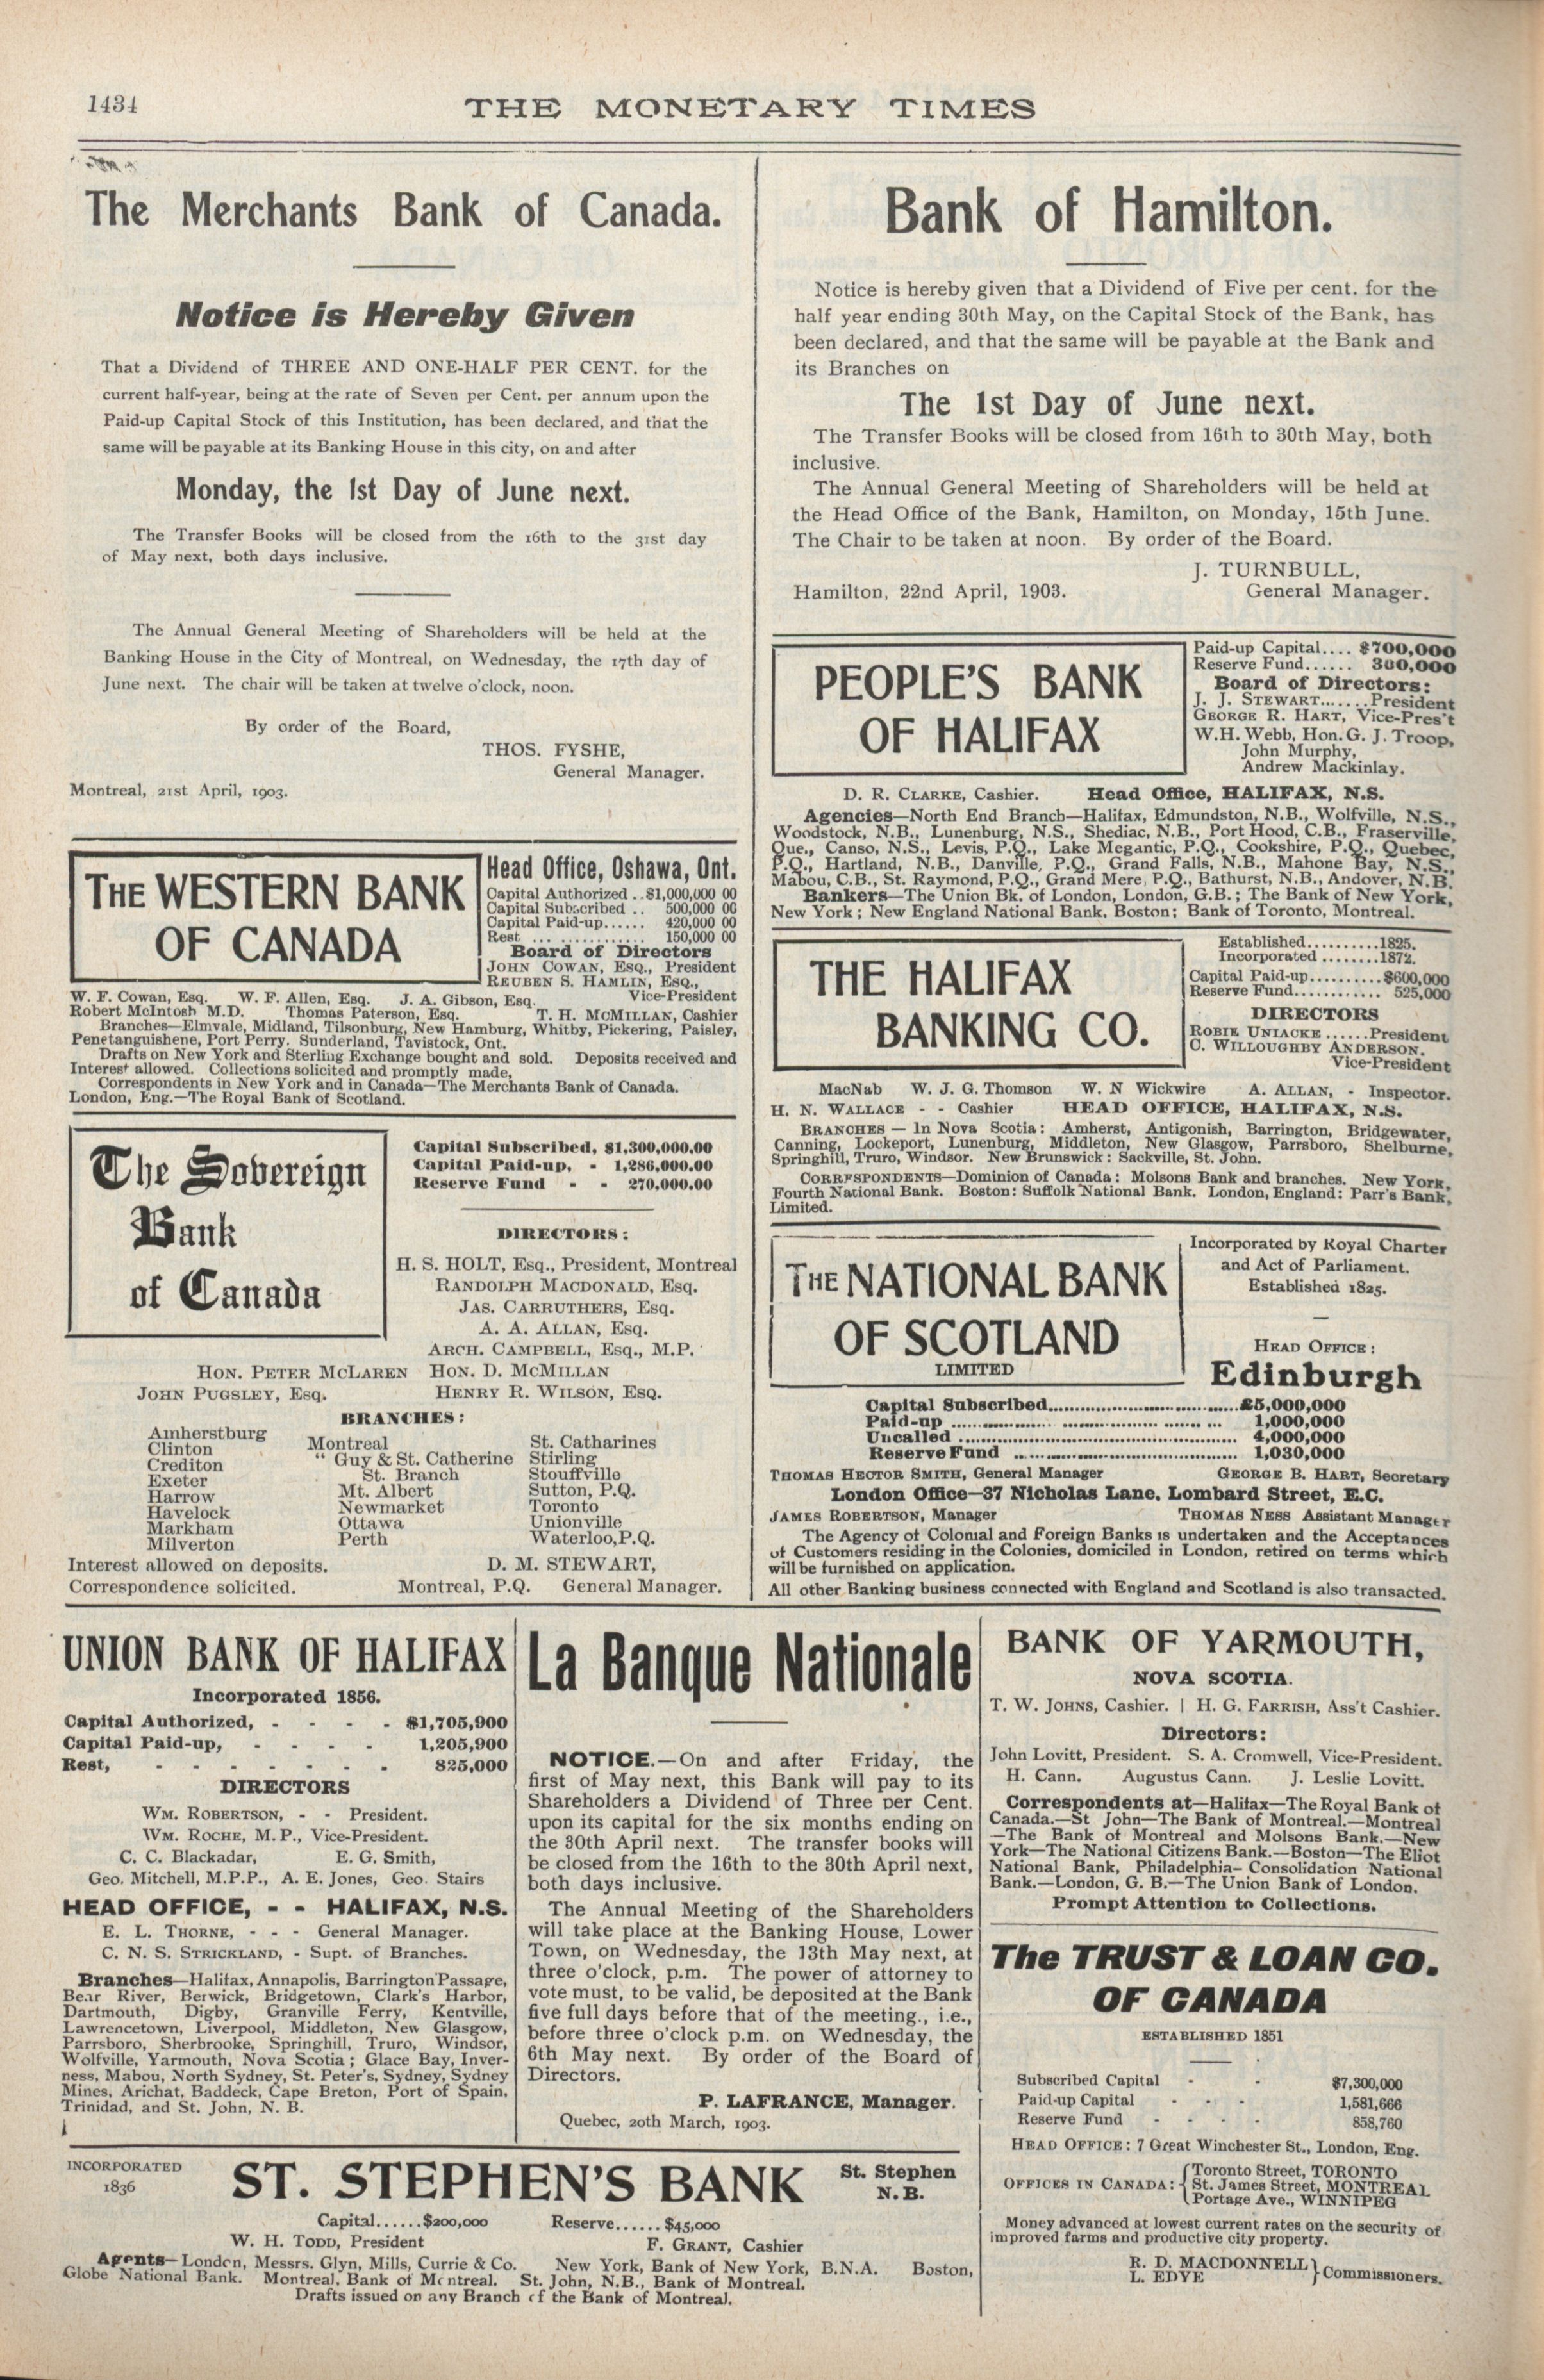 1434
THE MONETARY TIMES
The Merchants Bank of Canada.
Notice is Hereby Given
That a Dividend of THREE AND ONE-HALF PER CENT. for the
current half-year, being at the rate of Seven per Cent. per annum upon the
Paid-up Capital Stock of this Institution, has been declared, and that the
same will be payable at its Banking House in this city, on and after
Monday, the 1st Day of June next.
The Transfer Books will be closed from the 16th to the 31st day
of May next, both days inclusive.
The Annual General Meeting of Shareholders will be held at the
Banking House in the City of Montreal, on Wednesday, the 17th day of
June next. The chair will be taken at twelve o'clock, noon.
By order of the Board,
THOS. FYSHE,
General Manager.
Montreal, 21st April, 1903.
THE WESTERN BANK
OF CANADA
Head Office, Oshawa, Ont.
Capital Authorized ..$1,000,000 00
Capital Subscribed .. 500,000 00
Capital Paid-up...... 420,000 00
Rest ... ............. 150,000 00
Board of Directors
JOHN COWAN, ESQ., President
REUBEN S. HAMLIN, ESQ.,
Vice-President
W. F. Cowan, Esq. W. F. Allen, Esq. J. A. Gibson, Esq.
Robert McIntosh M.D. Thomas Paterson, Esq. T. H. MCMILLAN, Cashier
Branches—Elmvale, Midland, Tilsonburg, New Hamburg, Whitby, Pickering, Paisley,
Penetanguishene, Port Perry. Sunderland, Tavistock, Ont.
Drafts on New York and Sterling Exchange bought and sold. Deposits received and
Interest allowed. Collections solicited and promptly made,
Correspondents in New York and in Canada—The Merchants Bank of Canada.
London, Eng.—The Royal Bank of Scotland.
The Sovereign
Bank
of Canada
Capital Subscribed, $1,300,000.00
Capital Paid-up, - 1,286,000.00
Reserve Fund - - 270,000.00
DIRECTORS:
H. S. HOLT, Esq., President, Montreal
RANDOLPH MACDONALD, Esq.
JAS. CARRUTHERS, Esq.
A. A. ALLAN, Esq.
ARCH. CAMPBELL, Esq., M.P.
HON. PETER MCLAREN HON. D. MCMILLAN
JOHN PUGSLEY, ESQ. HENRY R. WILSON, ESQ.
BRANCHES:
Amherstburg
Clinton
Crediton
Exeter
Harrow
Havelock
Markham
Milverton
Montreal
" Guy & St. Catherine
St. Branch
Mt. Albert
Newmarket
Ottawa
Perth
St. Catharines
Stirling
Stouffville
Sutton, P.Q.
Toronto
Unionville
Waterloo,P.Q.
Interest allowed on deposits. D. M. STEWART,
Correspondence solicited. Montreal, P.Q. General Manager.
Bank of Hamilton.
Notice is hereby given that a Dividend of Five per cent. for the
half year ending 30th May, on the Capital Stock of the Bank, has
been declared, and that the same will be payable at the Bank and
its Branches on
The 1st Day of June next.
The Transfer Books will be closed from 16th to 30th May, both
inclusive.
The Annual General Meeting of Shareholders will be held at
the Head Office of the Bank, Hamilton, on Monday, 15th June.
The Chair to be taken at noon. By order of the Board.
J. TURNBULL,
Hamilton, 22nd April, 1903. General Manager.
PEOPLE'S BANK
OF HALIFAX
Paid-up Capital.... $700,000
Reserve Fund...... 300,000
Board of Directors:
J. J. STEWART.......President
GEORGE R. HART, Vice-Pres't
W.H. Webb, Hon. G. J. Troop,
John Murphy,
Andrew Mackinlay.
D. R. CLARKE, Cashier. Head Office, HALIFAX, N.S.
Agencies—North End Branch—Halifax, Edmundston, N.B., Wolfville, N.S.,
Woodstock, N.B., Lunenburg, N.S., Shediac, N.B., Port Hood, C.B., Fraserville,
Que., Canso, N.S., Levis, P.Q., Lake Megantic, P.Q., Cookshire, P.Q., Quebec,
P.Q., Hartland, N.B., Danville, P.Q., Grand Falls, N.B., Mahone Bay, N.S.,
Mabou, C.B., St. Raymond, P.Q., Grand Mere, P.Q., Bathurst, N.B., Andover, N.B.
Bankers—The Union Bk. of London, London, G.B.; The Bank of New York,
New York; New England National Bank, Boston; Bank of Toronto, Montreal.
THE HALIFAX
BANKING CO.
Established..........1825.
Incorporated ........1872.
Capital Paid-up..........$600,000
Reserve Fund............ 525,000
DIRECTORS
ROBIE UNIACKE ......President
C. WILLOUGHBY ANDERSON.
Vice-President
MacNab W. J. G. Thomson W. N Wickwire A. ALLAN, - Inspector.
H. N. WALLACE - - Cashier HEAD OFFICE, HALIFAX, N.S.
BRANCHES — In Nova Scotia: Amherst, Antigonish, Barrington, Bridgewater,
Canning, Lockeport, Lunenburg, Middleton, New Glasgow, Parrsboro, Shelburne,
Springhill, Truro, Windsor. New Brunswick: Sackville, St. John.
CORRESPONDENTS—Dominion of Canada: Molsons Bank and branches. New York,
Fourth National Bank. Boston: Suffolk National Bank. London, England: Parr's Bank,
Limited.
THE NATIONAL BANK
OF SCOTLAND
LIMITED
Incorporated by Royal Charter
and Act of Parliament.
Established 1825.
HEAD OFFICE:
Edinburgh
Capital Subscribed..............................£5,000,000
Paid-up .............................. 1,000,000
Uncalled .............................. 4,000,000
Reserve Fund .............................. 1,030,000
THOMAS HECTOR SMITH, General Manager GEORGE B. HART, Secretary
London Office—37 Nicholas Lane, Lombard Street, E.C.
JAMES ROBERTSON, Manager THOMAS NESS Assistant Manager
The Agency of Colonial and Foreign Banks is undertaken and the Acceptances
of Customers residing in the Colonies, domiciled in London, retired on terms which
will be furnished on application.
All other Banking business connected with England and Scotland is also transacted.
UNION BANK OF HALIFAX
Incorporated 1856.
Capital Authorized, - - - - $1,705,900
Capital Paid-up, - - - - 1,205,900
Rest, - - - - - - - 825,000
DIRECTORS
WM. ROBERTSON, - - President.
WM. ROCHE, M.P., Vice-President.
C. C. Blackadar, E. G. Smith,
Geo. Mitchell, M.P.P., A. E. Jones, Geo. Stairs
HEAD OFFICE, - - HALIFAX, N.S.
E. L. THORNE, - - - General Manager.
C. N. S. STRICKLAND, - Supt. of Branches.
Branches—Halifax, Annapolis, Barrington Passage,
Bear River, Berwick, Bridgetown, Clark's Harbor,
Dartmouth, Digby, Granville Ferry, Kentville,
Lawrencetown, Liverpool, Middleton, New Glasgow,
Parrsboro, Sherbrooke, Springhill, Truro, Windsor,
Wolfville, Yarmouth, Nova Scotia; Glace Bay, Inver-
ness, Mabou, North Sydney, St. Peter's, Sydney, Sydney
Mines, Arichat, Baddeck, Cape Breton, Port of Spain,
Trinidad, and St. John, N. B.
La Banque Nationale
NOTICE.—On and after Friday, the
first of May next, this Bank will pay to its
Shareholders a Dividend of Three per Cent.
upon its capital for the six months ending on
the 30th April next. The transfer books will
be closed from the 16th to the 30th April next,
both days inclusive.
The Annual Meeting of the Shareholders
will take place at the Banking House, Lower
Town, on Wednesday, the 13th May next, at
three o'clock, p.m. The power of attorney to
vote must, to be valid, be deposited at the Bank
five full days before that of the meeting., i.e.,
before three o'clock p.m. on Wednesday, the
6th May next. By order of the Board of
Directors.
P. LAFRANCE, Manager.
Quebec, 20th March, 1903.
BANK OF YARMOUTH,
NOVA SCOTIA.
T. W. JOHNS, Cashier. | H. G. FARRISH, Ass't Cashier.
Directors:
John Lovitt, President. S. A. Cromwell, Vice-President.
H. Cann. Augustus Cann. J. Leslie Lovitt.
Correspondents at—Halifax—The Royal Bank of
Canada.—St John—The Bank of Montreal.—Montreal
—The Bank of Montreal and Molsons Bank.—New
York—The National Citizens Bank.—Boston—The Eliot
National Bank, Philadelphia—Consolidation National
Bank.—London, G. B.—The Union Bank of London.
Prompt Attention to Collections.
The TRUST & LOAN CO.
OF CANADA
ESTABLISHED 1851
Subscribed Capital - - $7,300,000
Paid-up Capital - - - 1,581,666
Reserve Fund - - - - 858,760
HEAD OFFICE: 7 Great Winchester St., London, Eng.
OFFICES IN CANADA: { Toronto Street, TORONTO
St. James Street, MONTREAL
Portage Ave., WINNIPEG
Money advanced at lowest current rates on the security of
improved farms and productive city property.
R. D. MACDONNELL
L. EDYE } Commissioners.
INCORPORATED
1836
ST. STEPHEN'S BANK
St. Stephen
N.B.
Capital......$200,000 Reserve......$45,000
W. H. TODD, President F. GRANT, Cashier
Agents—London, Messrs. Glyn, Mills, Currie & Co. New York, Bank of New York, B.N.A. Boston,
Globe National Bank. Montreal, Bank of Montreal. St. John, N.B., Bank of Montreal.
Drafts issued on any Branch of the Bank of Montreal.